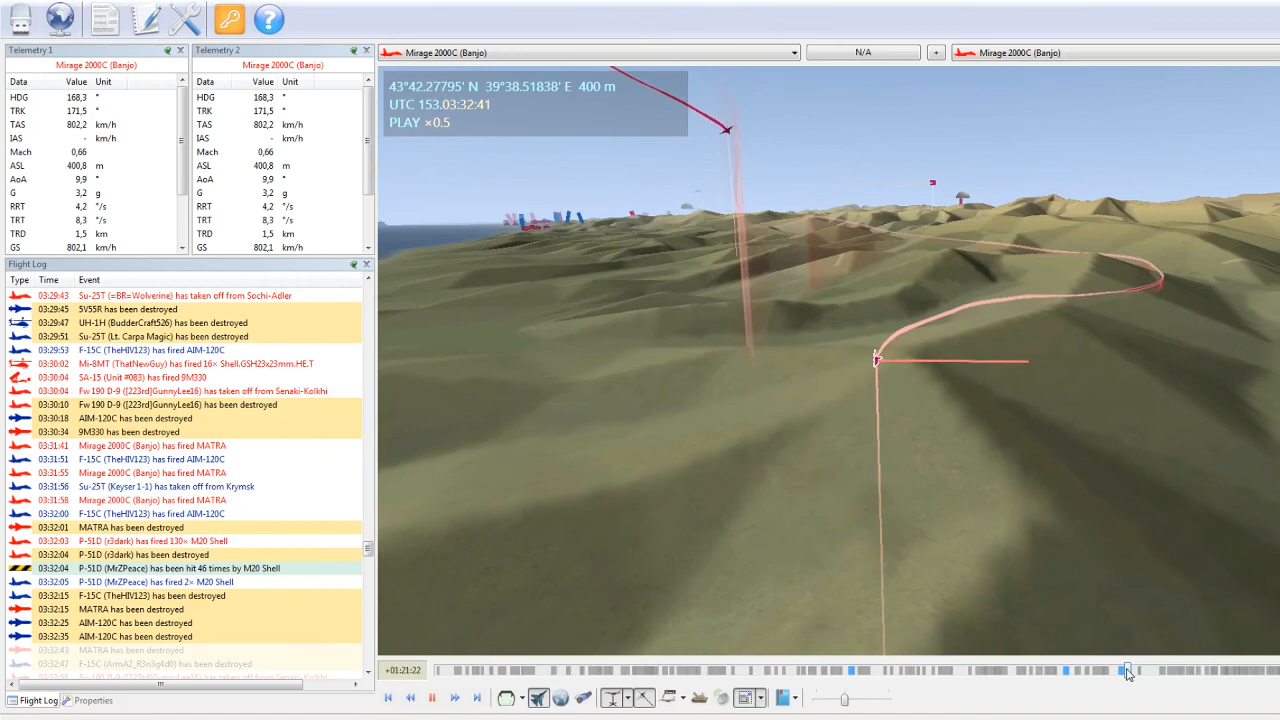 Telemetry 1
Mirage 2000C (Banjo)
Data Value Unit
HDG 168,3 °
TRK 171,5 °
TAS 802,2 km/h
IAS - km/h
Mach 0,66
ASL 400,8 m
AoA 9,9 °
G 3,2 g
RRT 4,2 °/s
TRT 8,3 °/s
TRD 1,5 km
GS 802,1 km/h
Telemetry 2
Mirage 2000C (Banjo)
Data Value Unit
HDG 168,3 °
TRK 171,5 °
TAS 802,2 km/h
IAS - km/h
Mach 0,66
ASL 400,8 m
AoA 9,9 °
G 3,2 g
RRT 4,2 °/s
TRT 8,3 °/s
TRD 1,5 km
GS 802,1 km/h
Mirage 2000C (Banjo)
N/A
+
Mirage 2000C (Banjo)
43°42.27795' N 39°38.51838' E 400 m
UTC 153.03:32:41
PLAY ×0.5
Flight Log
Type Time Event
03:29:43 Su-25T (=BR=Wolverine) has taken off from Sochi-Adler
03:29:45 5V55R has been destroyed
03:29:47 UH-1H (BudderCraft526) has been destroyed
03:29:51 Su-25T (Lt. Carpa Magic) has been destroyed
03:29:53 F-15C (TheHIV123) has fired AIM-120C
03:30:02 Mi-8MT (ThatNewGuy) has fired 16× Shell.GSH23x23mm.HE.T
03:30:04 SA-15 (Unit #083) has fired 9M330
03:30:04 Fw 190 D-9 ([223rd]GunnyLee16) has taken off from Senaki-Kolkhi
03:30:10 Fw 190 D-9 ([223rd]GunnyLee16) has been destroyed
03:30:18 AIM-120C has been destroyed
03:30:34 9M330 has been destroyed
03:31:41 Mirage 2000C (Banjo) has fired MATRA
03:31:51 F-15C (TheHIV123) has fired AIM-120C
03:31:55 Mirage 2000C (Banjo) has fired MATRA
03:31:56 Su-25T (Keyser 1-1) has taken off from Krymsk
03:31:58 Mirage 2000C (Banjo) has fired MATRA
03:32:00 F-15C (TheHIV123) has fired AIM-120C
03:32:01 MATRA has been destroyed
03:32:03 P-51D (r3dark) has fired 130× M20 Shell
03:32:04 P-51D (r3dark) has been destroyed
03:32:04 P-51D (MrZPeace) has been hit 46 times by M20 Shell
03:32:05 P-51D (MrZPeace) has fired 2× M20 Shell
03:32:15 F-15C (TheHIV123) has been destroyed
03:32:15 MATRA has been destroyed
03:32:25 AIM-120C has been destroyed
03:32:35 AIM-120C has been destroyed
03:32:43 MATRA has been destroyed
03:32:47 F-15C (ArmA2_R3n3g4d0) has been destroyed
Flight Log Properties
+01:21:22